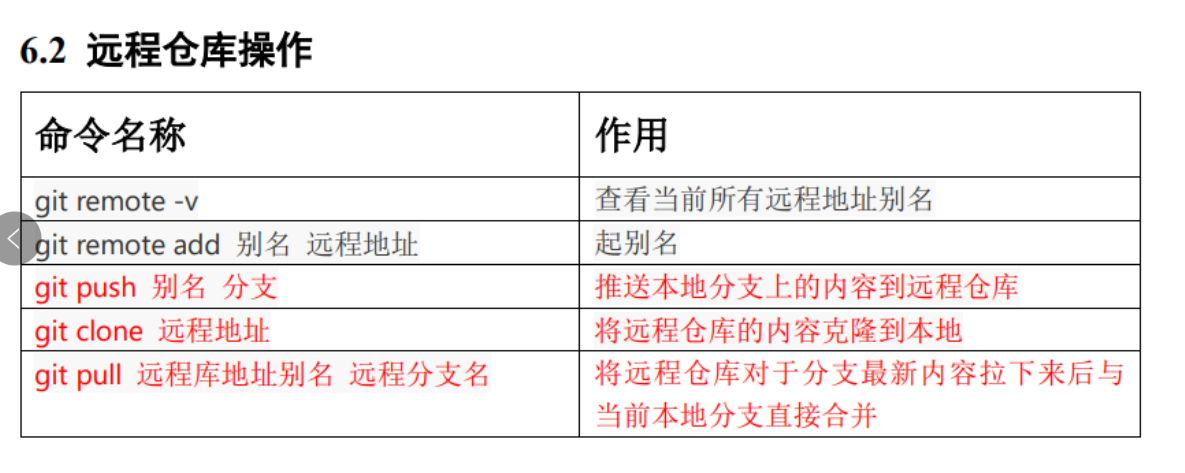 6.2 远程仓库操作
命令名称 作用
git remote -v 查看当前所有远程地址别名
git remote add 别名 远程地址 起别名
git push 别名 分支 推送本地分支上的内容到远程仓库
git clone 远程地址 将远程仓库的内容克隆到本地
git pull 远程库地址别名 远程分支名 将远程仓库对于分支最新内容拉下来后与
当前本地分支直接合并